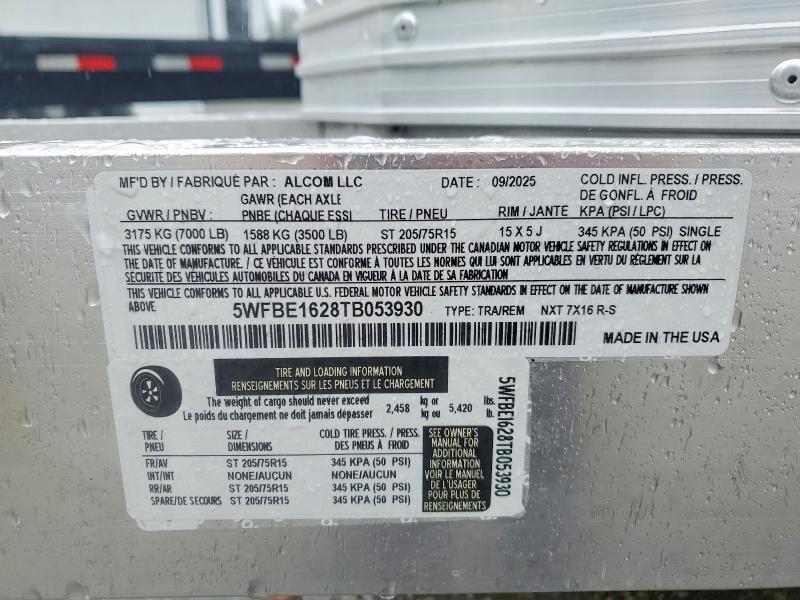 MF'D BY / FABRIQUÉ PAR : ALCOM LLC DATE : 09/2025 COLD INFL. PRESS. / PRESS.
GAWR (EACH AXLE DE GONFL. À FROID
GVWR / PNBV : PNBE (CHAQUE ESSI TIRE / PNEU RIM / JANTE KPA (PSI / LPC)
3175 KG (7000 LB) 1588 KG (3500 LB) ST 205/75R15 15 X 5 J 345 KPA (50 PSI) SINGLE
THIS VEHICLE CONFORMS TO ALL APPLICABLE STANDARDS PRESCRIBED UNDER THE CANADIAN MOTOR VEHICLE SAFETY REGULATIONS IN EFFECT ON
THE DATE OF MANUFACTURE. / CE VÉHICULE EST CONFORME À TOUTES LES NORMES QUI LUI SONT APPLICABLES EN VERTU DU RÈGLEMENT SUR LA
SÉCURITÉ DES VÉHICULES AUTOMOBILES DU CANADA EN VIGUEUR À LA DATE DE SA FABRICATION
THIS VEHICLE CONFORMS TO ALL APPLICABLE U.S. FEDERAL MOTOR VEHICLE SAFETY STANDARDS IN EFFECT ON THE DATE OF MANUFACTURE SHOWN
ABOVE 5WFBE1628TB053930 TYPE: TRA/REM NXT 7X16 R-S
MADE IN USA
TIRE AND LOADING INFORMATION
RENSEIGNEMENTS SUR LES PNEUS ET LE CHARGEMENT
The weight of cargo should never exceed 2,458 kg or 5,420 lbs.
Le poids du chargement ne doit jamais dépasser kg ou lb.
TIRE / SIZE / COLD TIRE PRESS. / PRESS.
PNEU DIMENSIONS DES PNEUS À FROID
FR/AV ST 205/75R15 345 KPA (50 PSI)
INT/INT NONE/AUCUN NONE/AUCUN
RR/AR ST 205/75R15 345 KPA (50 PSI)
SPARE/DE SECOURS ST 205/75R15 345 KPA (50 PSI)
SEE OWNER'S
MANUAL FOR
ADDITIONAL
INFORMATION
VOIR LE MANUEL
DE L'USAGER
POUR PLUS DE
RENSEIGNEMENTS
5WFBE1628TB053930